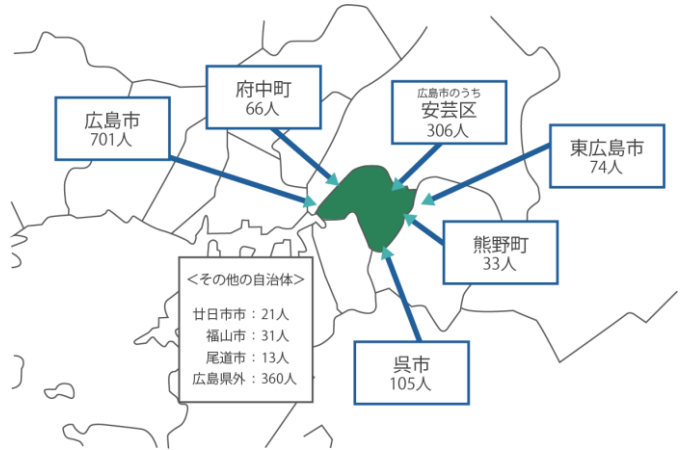 府中町
66人
広島市のうち
安芸区
306人
広島市
701人
東広島市
74人
熊野町
33人
＜その他の自治体＞
廿日市市：21人
福山市：31人
尾道市：13人
広島県外：360人
呉市
105人